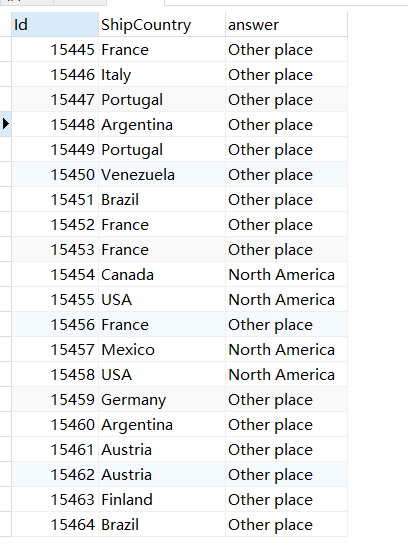 Id ShipCountry answer
15445 France Other place
15446 Italy Other place
15447 Portugal Other place
15448 Argentina Other place
15449 Portugal Other place
15450 Venezuela Other place
15451 Brazil Other place
15452 France Other place
15453 France Other place
15454 Canada North America
15455 USA North America
15456 France Other place
15457 Mexico North America
15458 USA North America
15459 Germany Other place
15460 Argentina Other place
15461 Austria Other place
15462 Austria Other place
15463 Finland Other place
15464 Brazil Other place